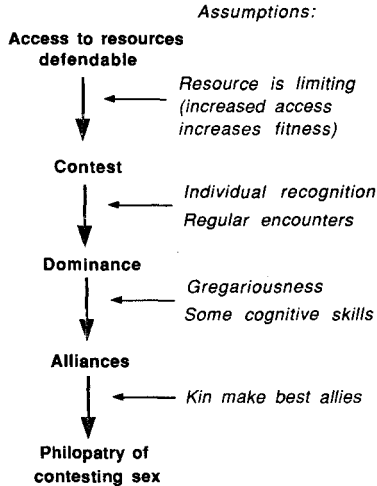 Assumptions:
Access to resources
defendable
Resource is limiting
(increased access
increases fitness)
Contest
Individual recognition
Regular encounters
Dominance
Gregariousness
Some cognitive skills
Alliances
Kin make best allies
Philopatry of
contesting sex